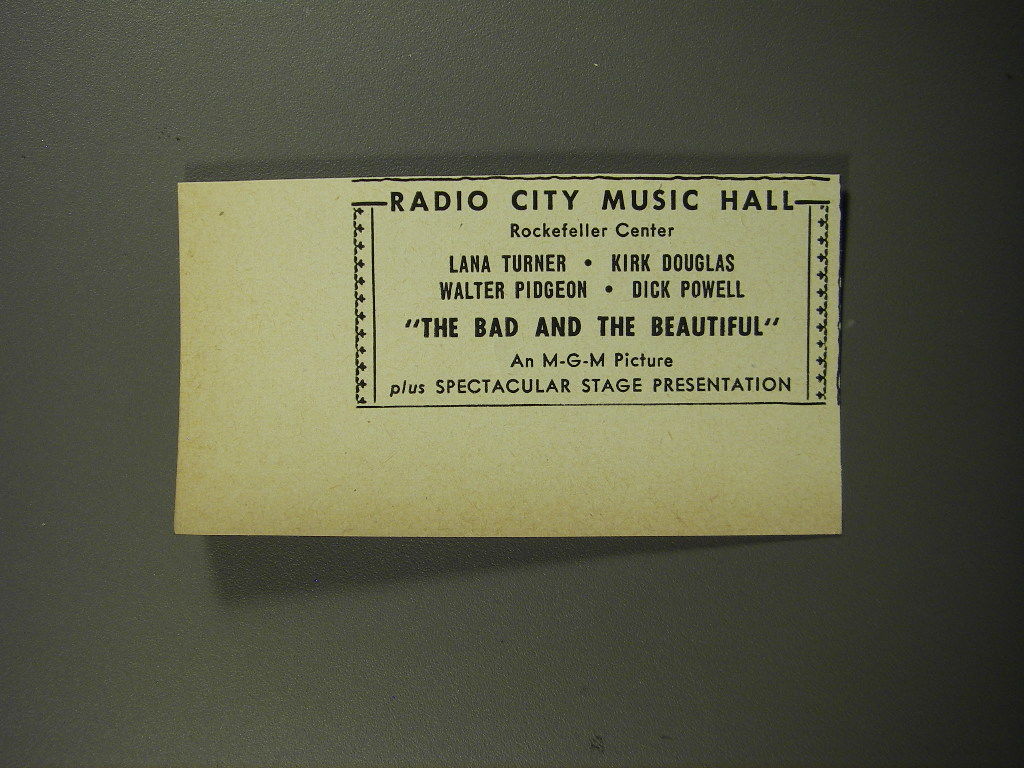 RADIO CITY MUSIC HALL
Rockefeller Center
LANA TURNER • KIRK DOUGLAS
WALTER PIDGEON • DICK POWELL
"THE BAD AND THE BEAUTIFUL"
An M-G-M Picture
plus SPECTACULAR STAGE PRESENTATION